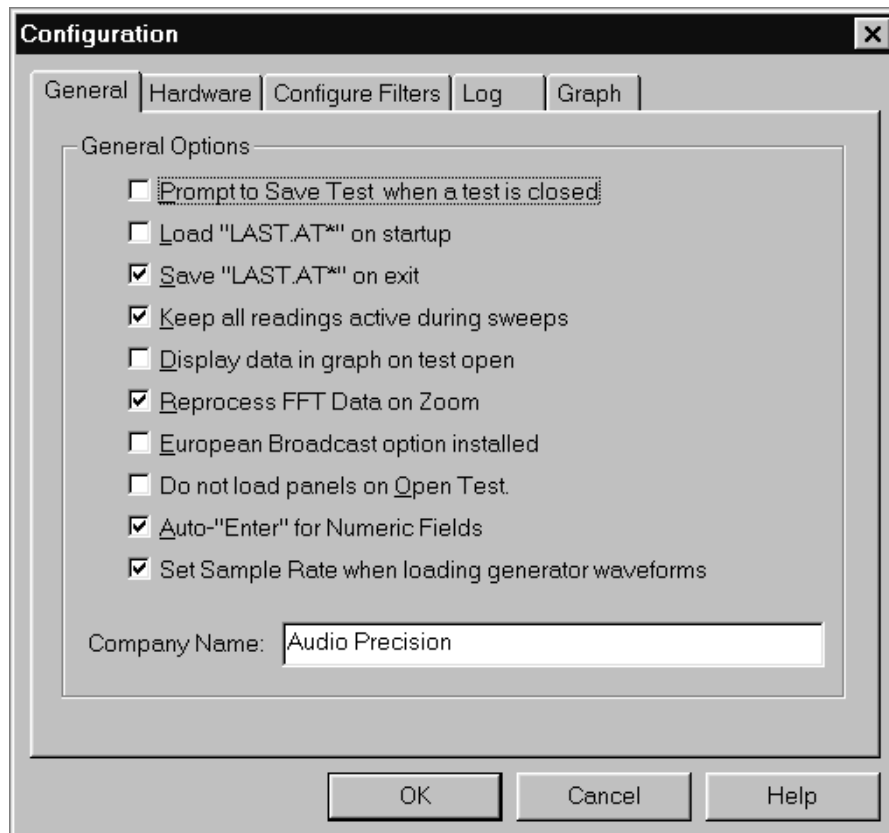 Configuration
General Hardware Configure Filters Log Graph
General Options
Prompt to Save Test when a test is closed
Load "LAST.AT*" on startup
Save "LAST.AT*" on exit
Keep all readings active during sweeps
Display data in graph on test open
Reprocess FFT Data on Zoom
European Broadcast option installed
Do not load panels on Open Test.
Auto-"Enter" for Numeric Fields
Set Sample Rate when loading generator waveforms
Company Name: Audio Precision
OK Cancel Help